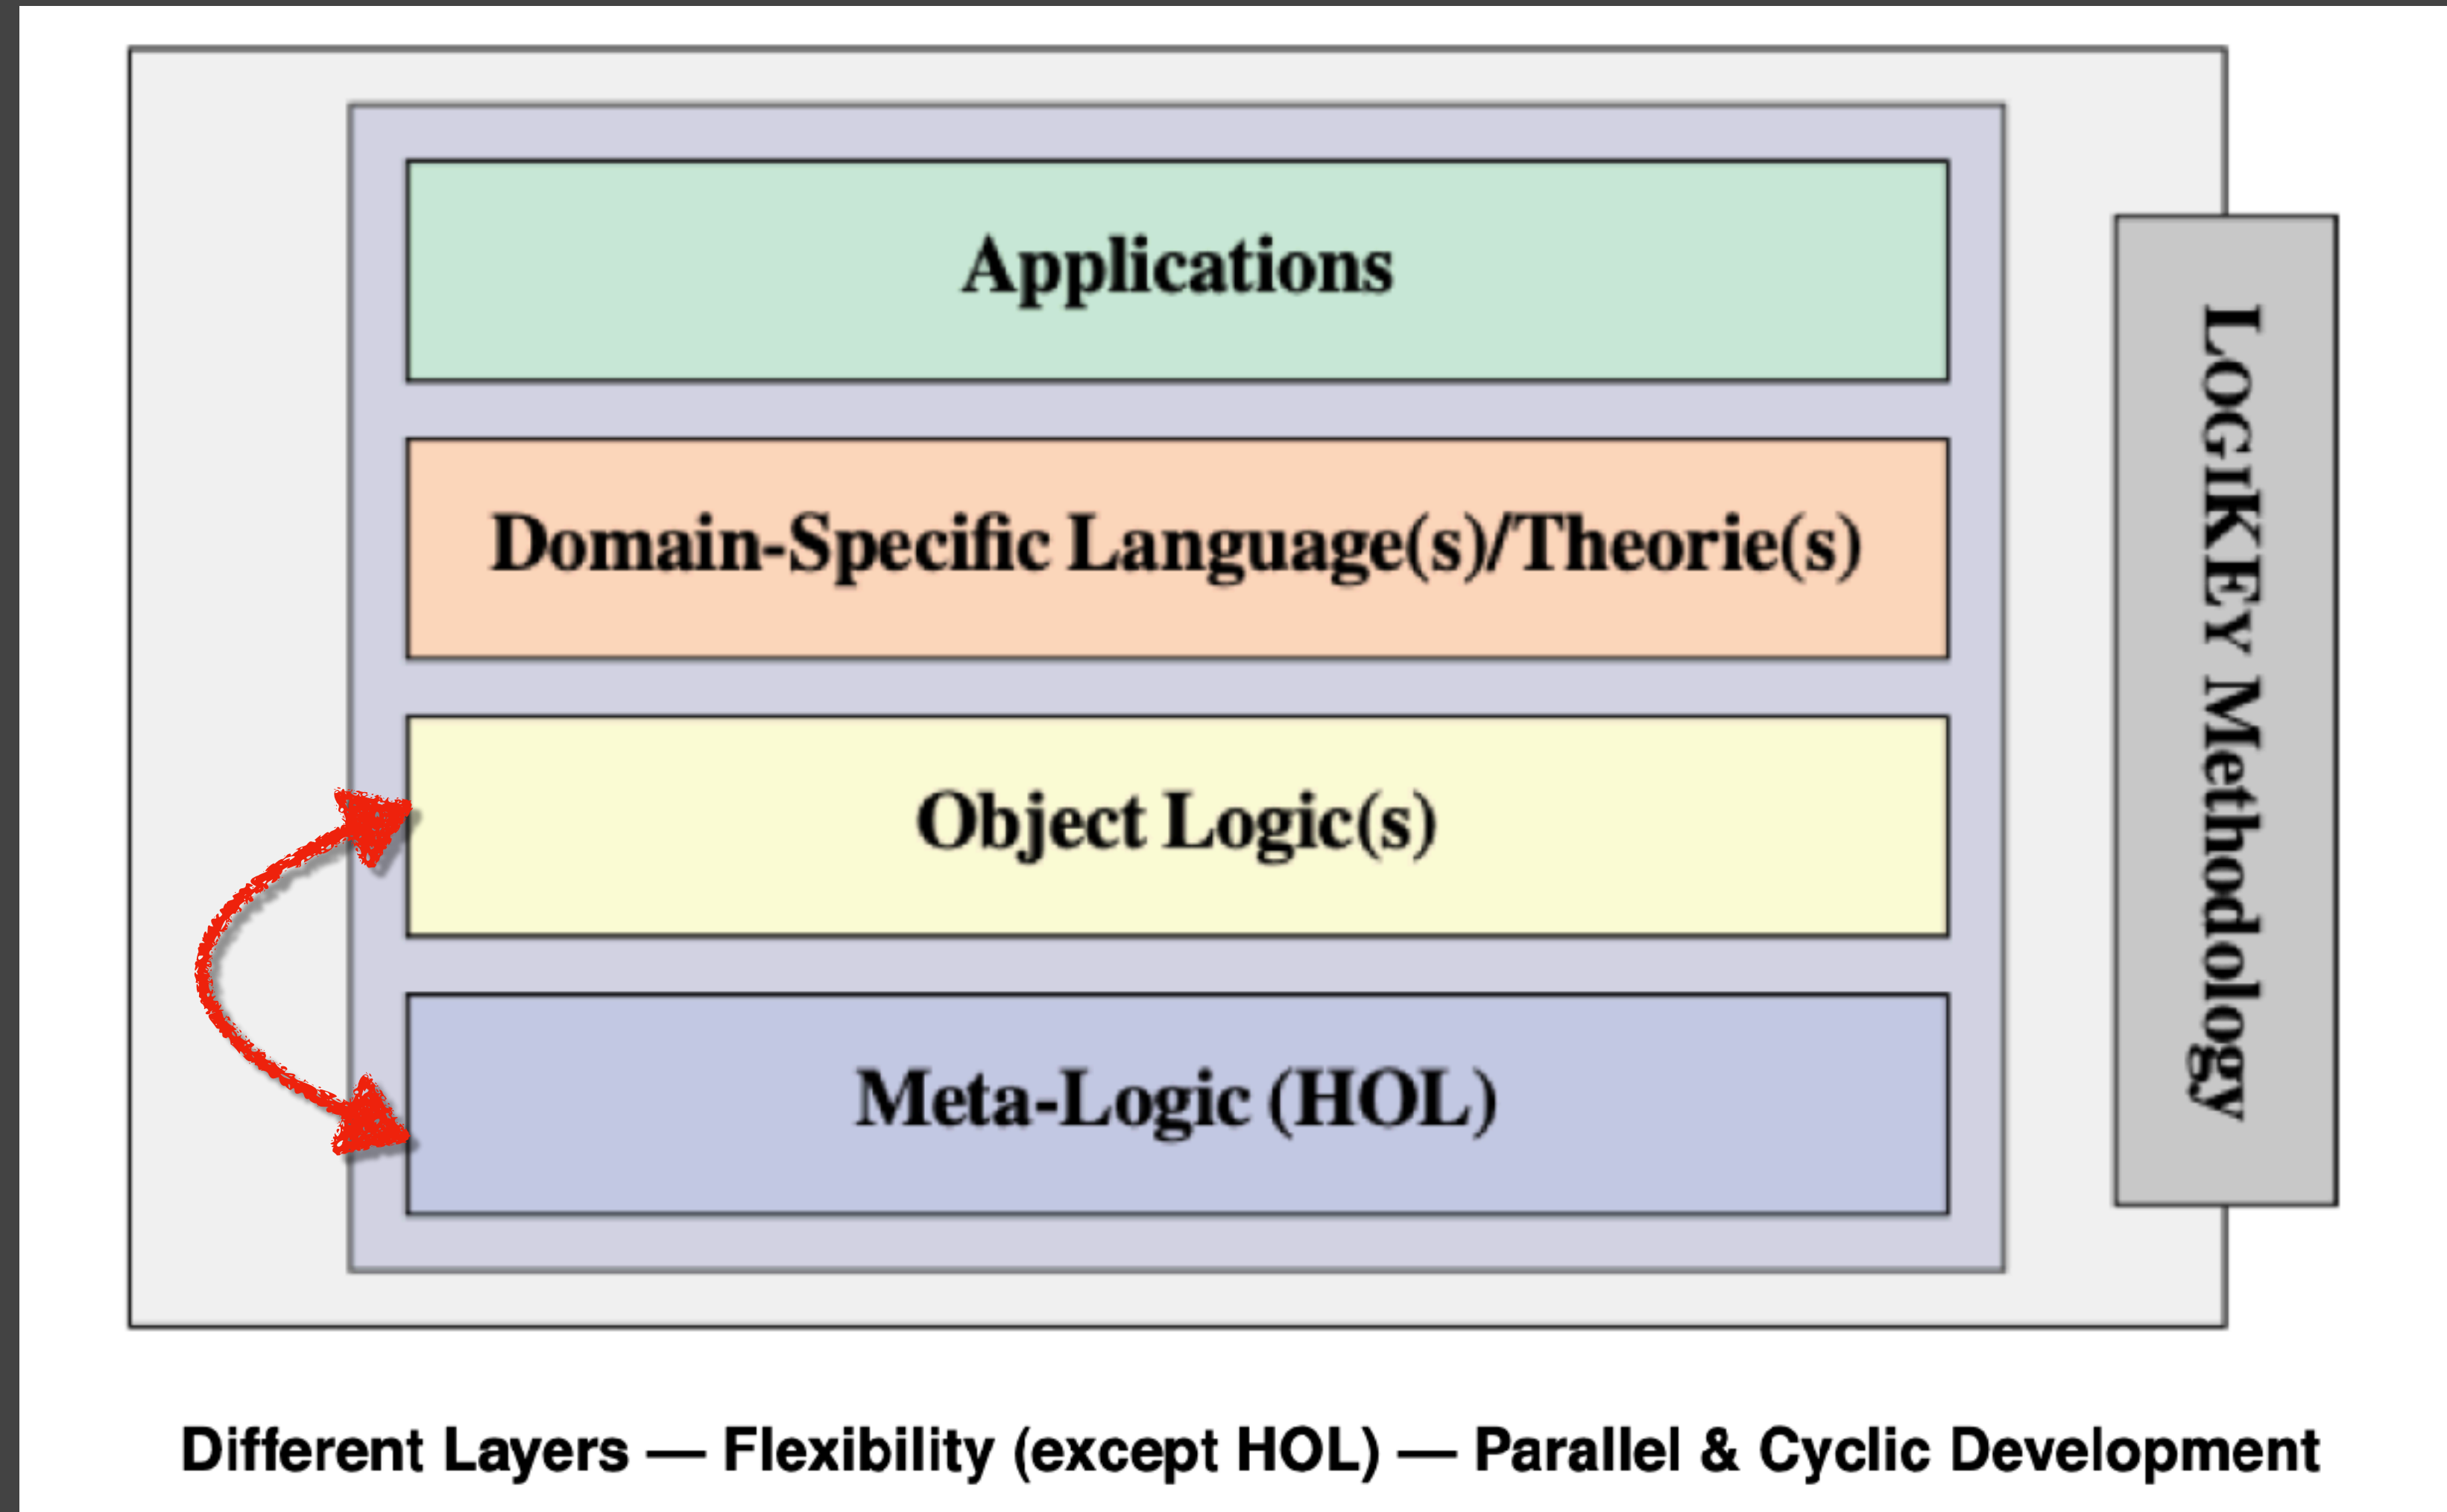 Applications
Domain-Specific Language(s)/Theorie(s)
Object Logic(s)
Meta-Logic (HOL)
LOGIKEY Methodology
Different Layers — Flexibility (except HOL) — Parallel & Cyclic Development